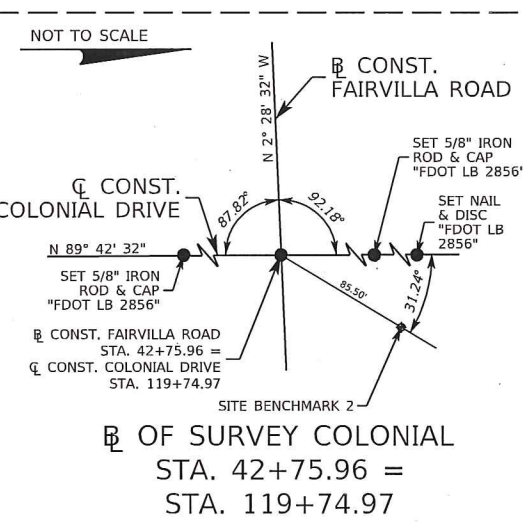 NOT TO SCALE
N 2° 28' 32" W
℄ CONST.
FAIRVILLA ROAD
SET 5/8" IRON
ROD & CAP
"FDOT LB 2856"
℄ CONST.
COLONIAL DRIVE
87.82°
92.18°
SET NAIL
& DISC
"FDOT LB
2856"
N 89° 42' 32"
SET 5/8" IRON
ROD & CAP
"FDOT LB 2856"
85.50'
31.24°
℄ CONST. FAIRVILLA ROAD
STA. 42+75.96 =
℄ CONST. COLONIAL DRIVE
STA. 119+74.97
SITE BENCHMARK 2
℄ OF SURVEY COLONIAL
STA. 42+75.96 =
STA. 119+74.97